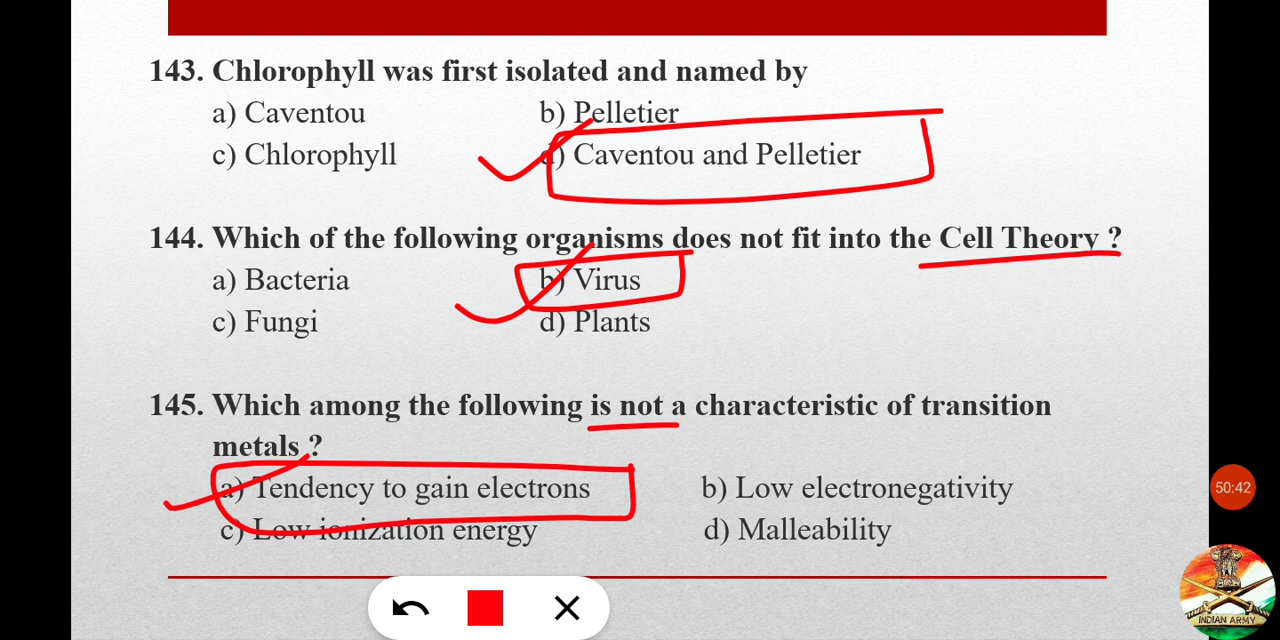 143. Chlorophyll was first isolated and named by
a) Caventou b) Pelletier
c) Chlorophyll d) Caventou and Pelletier
144. Which of the following organisms does not fit into the Cell Theory ?
a) Bacteria b) Virus
c) Fungi d) Plants
145. Which among the following is not a characteristic of transition
metals ?
a) Tendency to gain electrons b) Low electronegativity
c) Low ionization energy d) Malleability
50:42
INDIAN ARMY